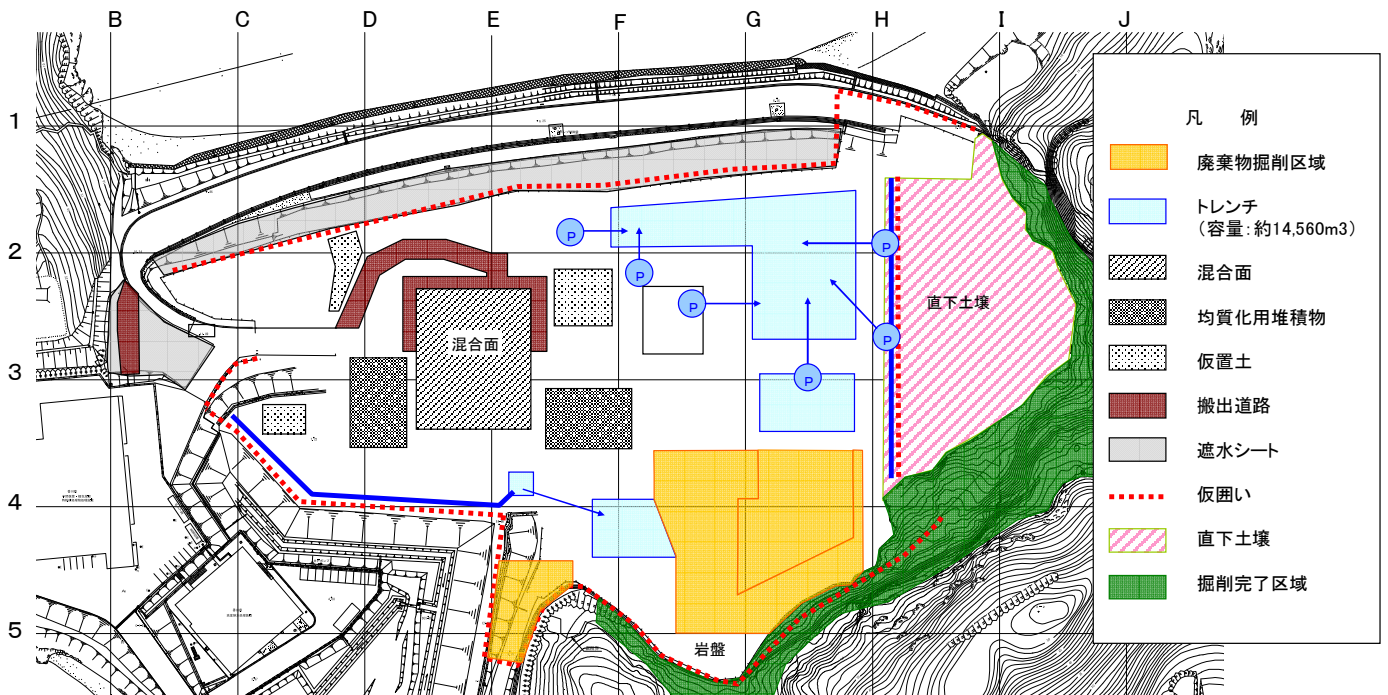 B C D E F G H I J
1
2
3
4
5
P
P
P
P
P
P
混合面
直下土壌
岩盤
凡 例
廃棄物掘削区域
トレンチ
(容量:約14,560m3)
混合面
均質化用堆積物
仮置土
搬出道路
遮水シート
仮囲い
直下土壌
掘削完了区域